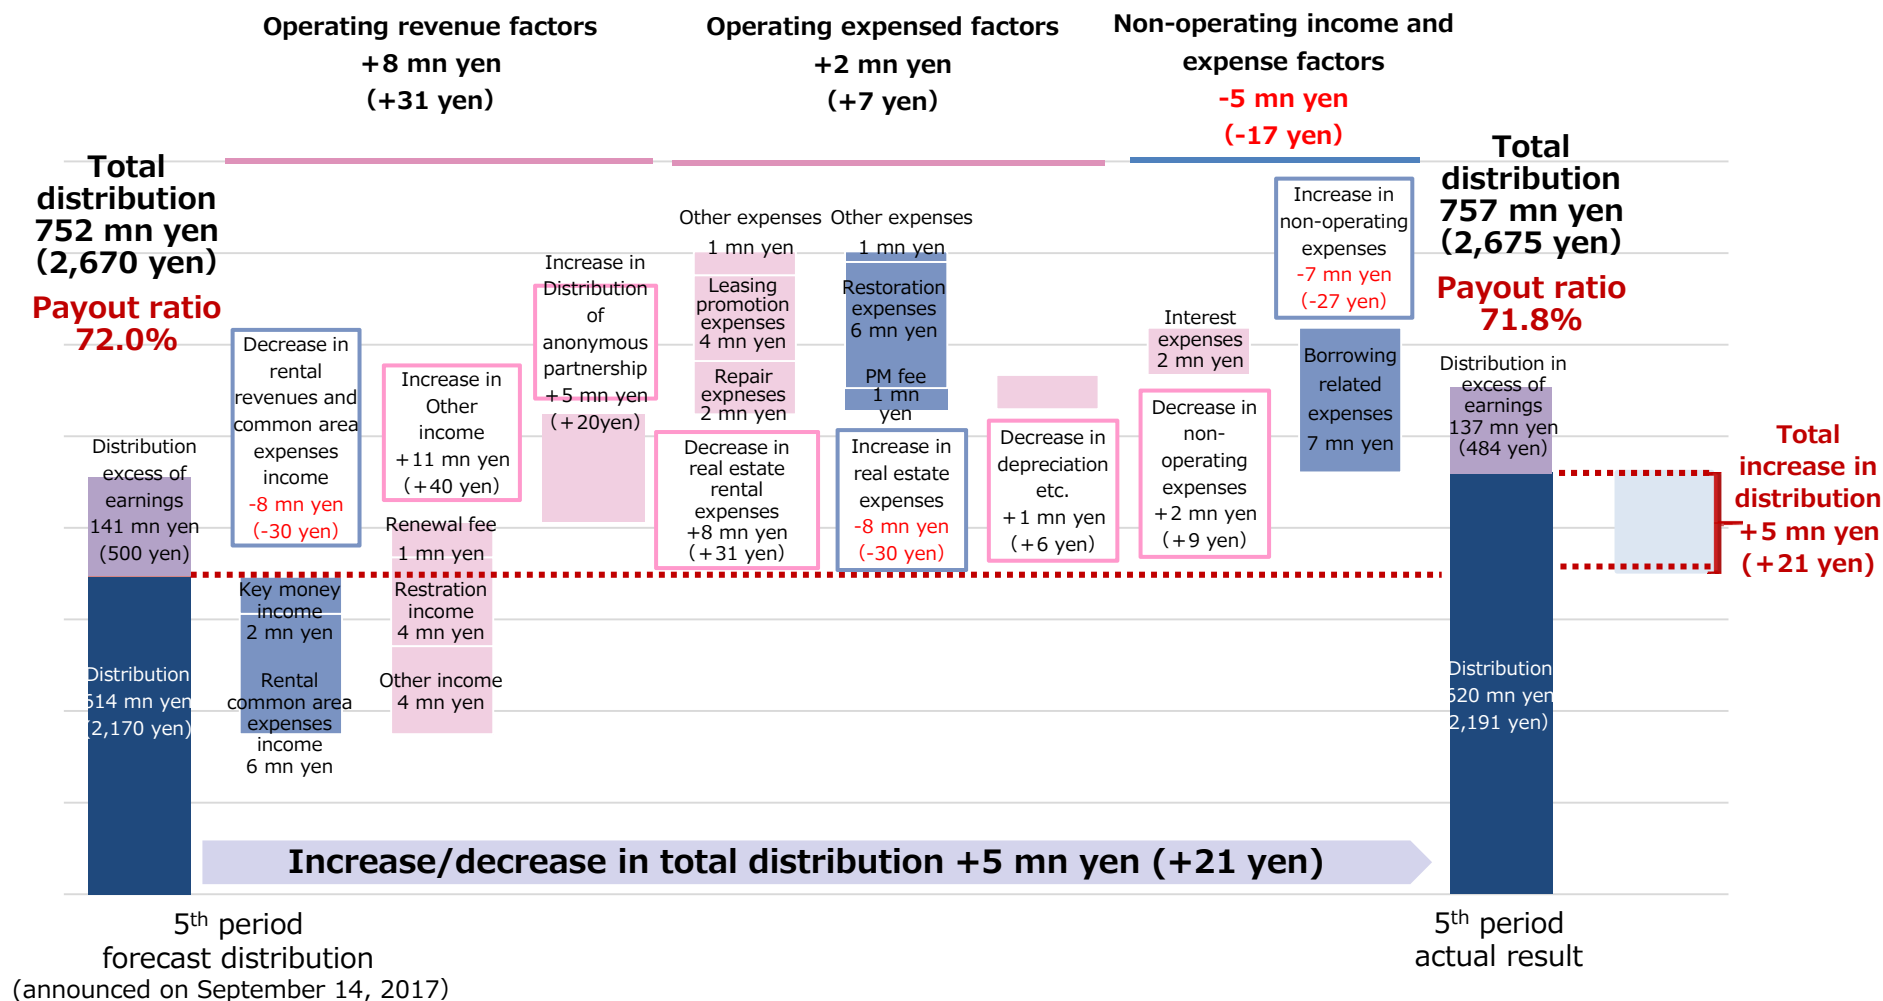 Operating revenue factors
+8 mn yen
(+31 yen)
Operating expensed factors
+2 mn yen
(+7 yen)
Non-operating income and
expense factors
-5 mn yen
(-17 yen)
Total
distribution
752 mn yen
(2,670 yen)
Payout ratio
72.0%
Distribution
excess of
earnings
141 mn yen
(500 yen)
Distribution
514 mn yen
(2,170 yen)
Decrease in
rental
revenues and
common area
expenses
income
-8 mn yen
(-30 yen)
Key money
income
2 mn yen
Rental
common area
expenses
income
6 mn yen
Increase in
Other
income
+11 mn yen
(+40 yen)
Renewal fee
1 mn yen
Restration
income
4 mn yen
Other income
4 mn yen
Increase in
Distribution
of
anonymous
partnership
+5 mn yen
(+20yen)
Other expenses
1 mn yen
Leasing
promotion
expenses
4 mn yen
Repair
expneses
2 mn yen
Decrease in
real estate
rental
expenses
+8 mn yen
(+31 yen)
Other expenses
1 mn yen
Restoration
expenses
6 mn yen
PM fee
1 mn
yen
Increase in
real estate
expenses
-8 mn yen
(-30 yen)
Decrease in
depreciation
etc.
+1 mn yen
(+6 yen)
Interest
expenses
2 mn yen
Decrease in
non-
operating
expenses
+2 mn yen
(+9 yen)
Increase in
non-operating
expenses
-7 mn yen
(-27 yen)
Borrowing
related
expenses
7 mn yen
Total
distribution
757 mn yen
(2,675 yen)
Payout ratio
71.8%
Distribution in
excess of
earnings
137 mn yen
(484 yen)
Distribution
520 mn yen
2,191 yen)
Total
increase in
distribution
+5 mn yen
(+21 yen)
Increase/decrease in total distribution +5 mn yen (+21 yen)
5th period
forecast distribution
(announced on September 14, 2017)
5th period
actual result